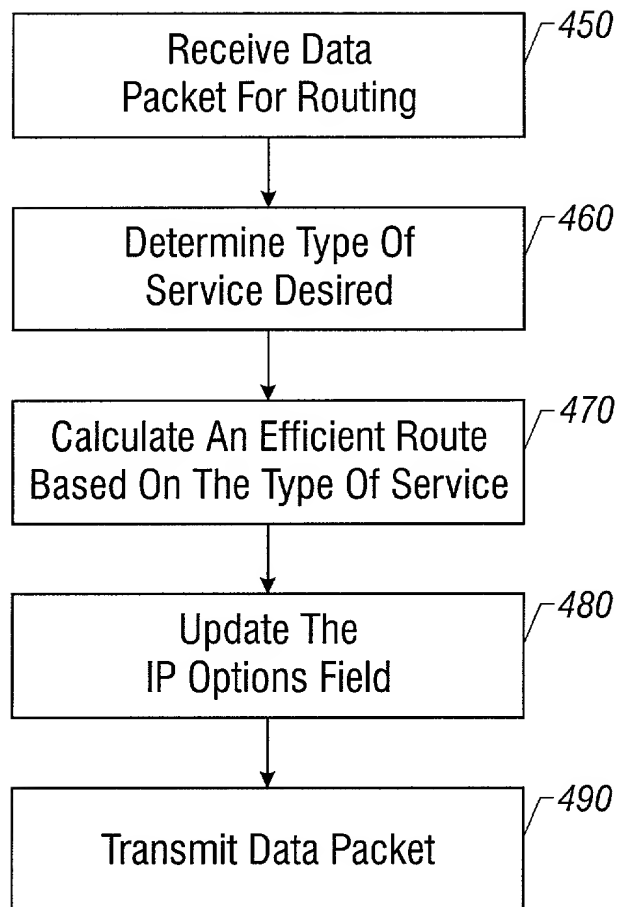 450
Receive Data
Packet For Routing
460
Determine Type Of
Service Desired
470
Calculate An Efficient Route
Based On The Type Of Service
480
Update The
IP Options Field
490
Transmit Data Packet